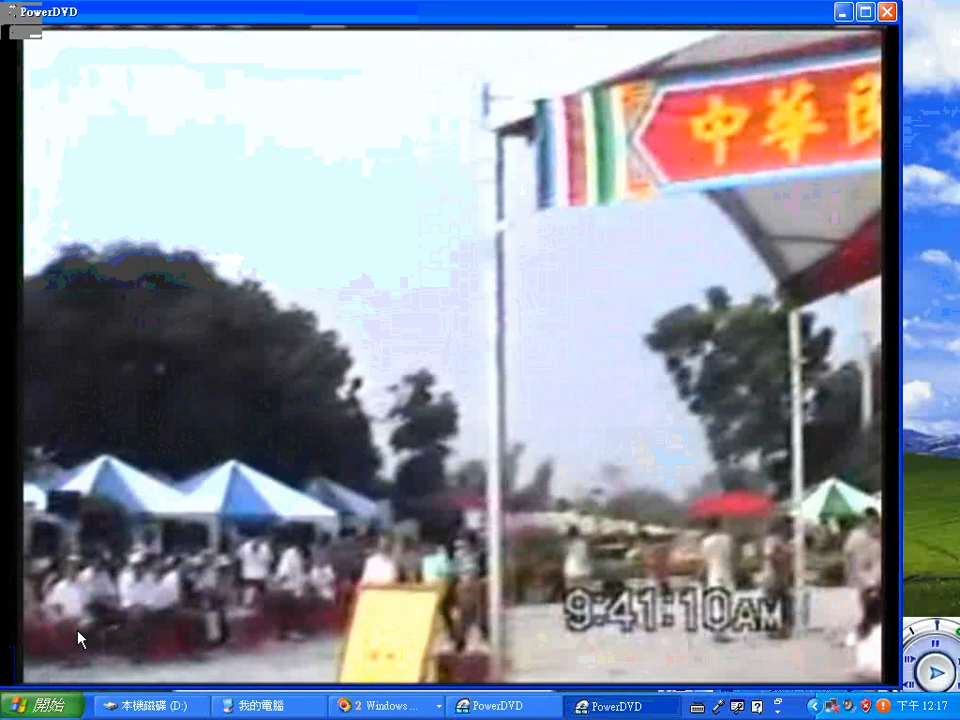 PowerDVD
中華民
9:41:10AM
開始
本機磁碟 (D:)
我的電腦
2 Windows ...
PowerDVD
PowerDVD
下午 12:17